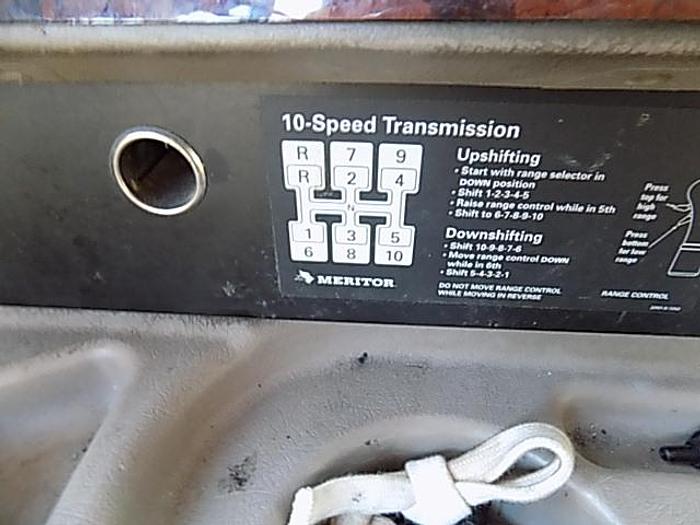 10-Speed Transmission
R 7 9
R 2 4
N
1 3 5
6 8 10
MERITOR
Upshifting
• Start with range selector in
DOWN position
• Shift 1-2-3-4-5
• Raise range control while in 5th
• Shift to 6-7-8-9-10
Downshifting
• Shift 10-9-8-7-6
• Move range control DOWN
while in 6th
• Shift 5-4-3-2-1
DO NOT MOVE RANGE CONTROL
WHILE MOVING IN REVERSE
Press
top for
high
range
Press
bottom
for low
range
RANGE CONTROL